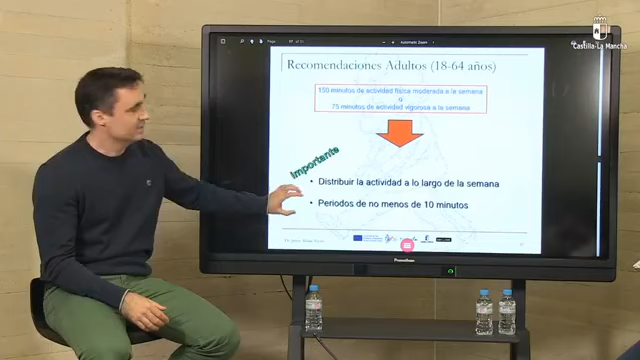 Castilla-La Mancha
Automatic Zoom
Recomendaciones Adultos (18-64 años)
150 minutos de actividad física moderada a la semana
o
75 minutos de actividad vigorosa a la semana
Importante
• Distribuir la actividad a lo largo de la semana
• Periodos de no menos de 10 minutos
Promethean